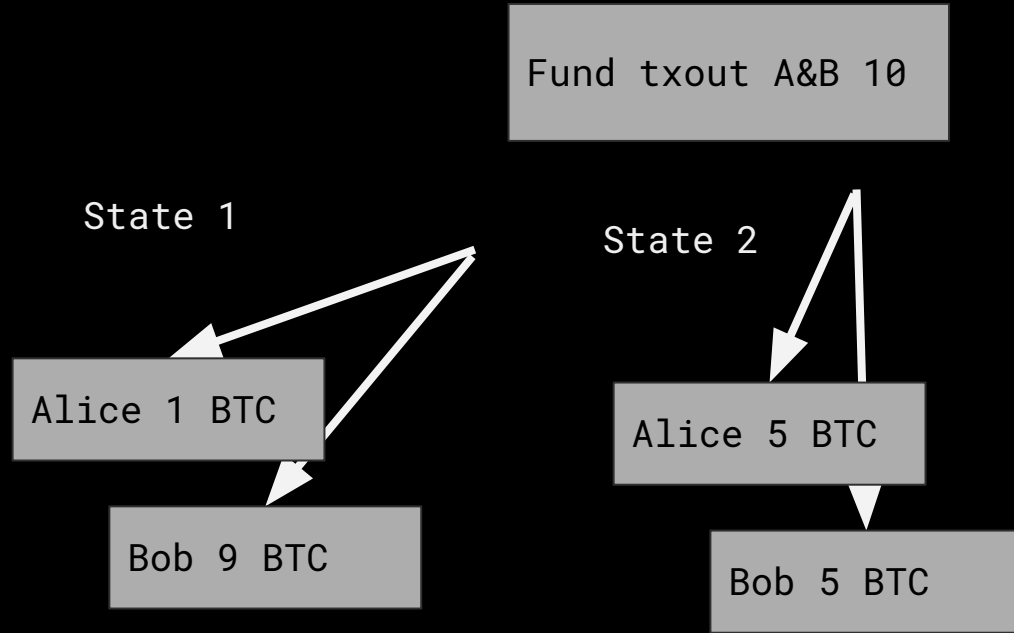 Fund txout A&B 10
State 1
State 2
Alice 1 BTC
Alice 5 BTC
Bob 9 BTC
Bob 5 BTC